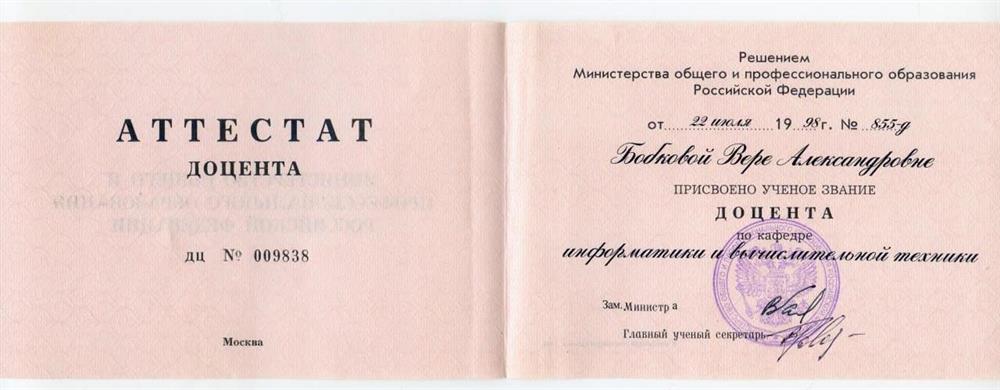 АТТЕСТАТ
ДОЦЕНТА
ДЦ № 009838
Москва
Решением
Министерства общего и профессионального образования
Российской Федерации
от 22 июля 1998г. № 855-д
Бобковой Вере Александровне
ПРИСВОЕНО УЧЕНОЕ ЗВАНИЕ
ДОЦЕНТА
по кафедре
информатики и вычислительной техники
Зам. Министра
Главный ученый секретарь